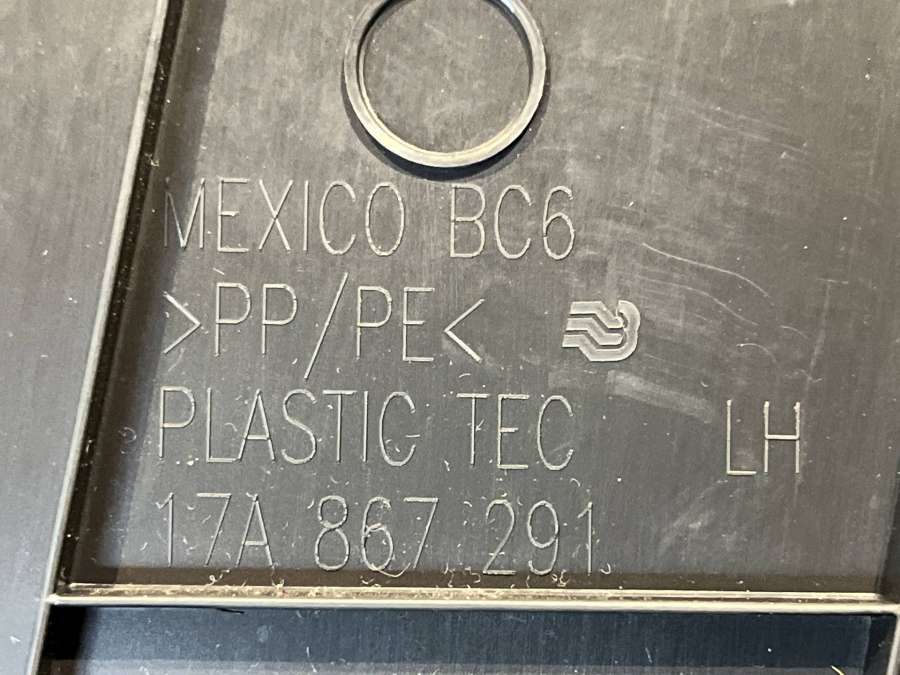 MEXICO BC6
>PP/PE<
PLASTIC TEC LH
17A 867 291